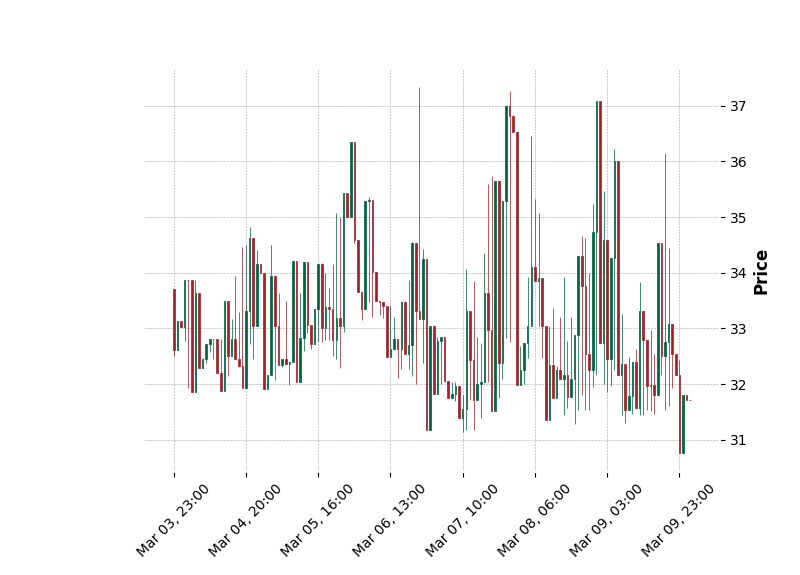 37
36
35
34
33
32
31
Price
Mar 03, 23:00
Mar 04, 20:00
Mar 05, 16:00
Mar 06, 13:00
Mar 07, 10:00
Mar 08, 06:00
Mar 09, 03:00
Mar 09, 23:00